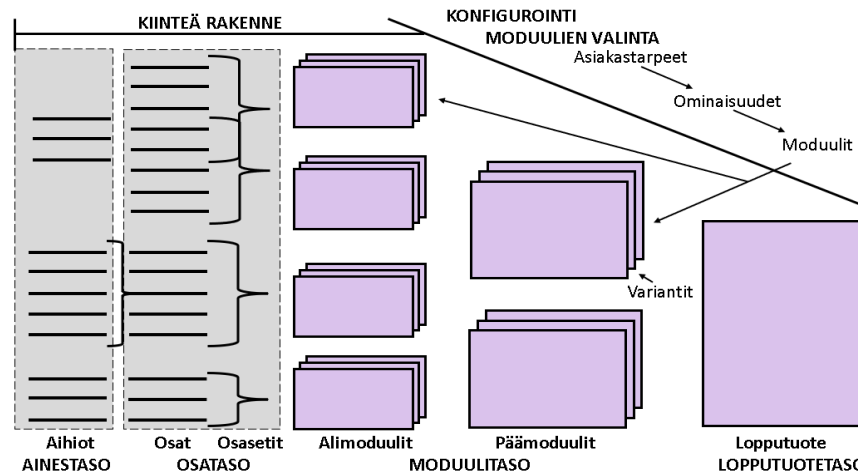 KIINTEÄ RAKENNE
KONFIGUROINTI
MODUULIEN VALINTA
Asiakastarpeet
Ominaisuudet
Moduulit
Variantit
Aihiot Osat Osasetit Alimoduulit Päämoduulit Lopputuote
AINESTASO OSATASO MODUULITASO LOPPUTUOTETASO